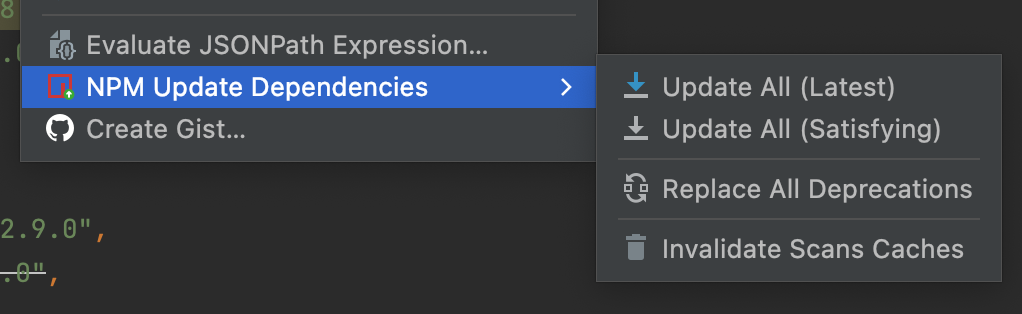 8
Evaluate JSONPath Expression...
NPM Update Dependencies
Update All (Latest)
Create Gist...
Update All (Satisfying)
Replace All Deprecations
2.9.0",
Invalidate Scans Caches
.0",